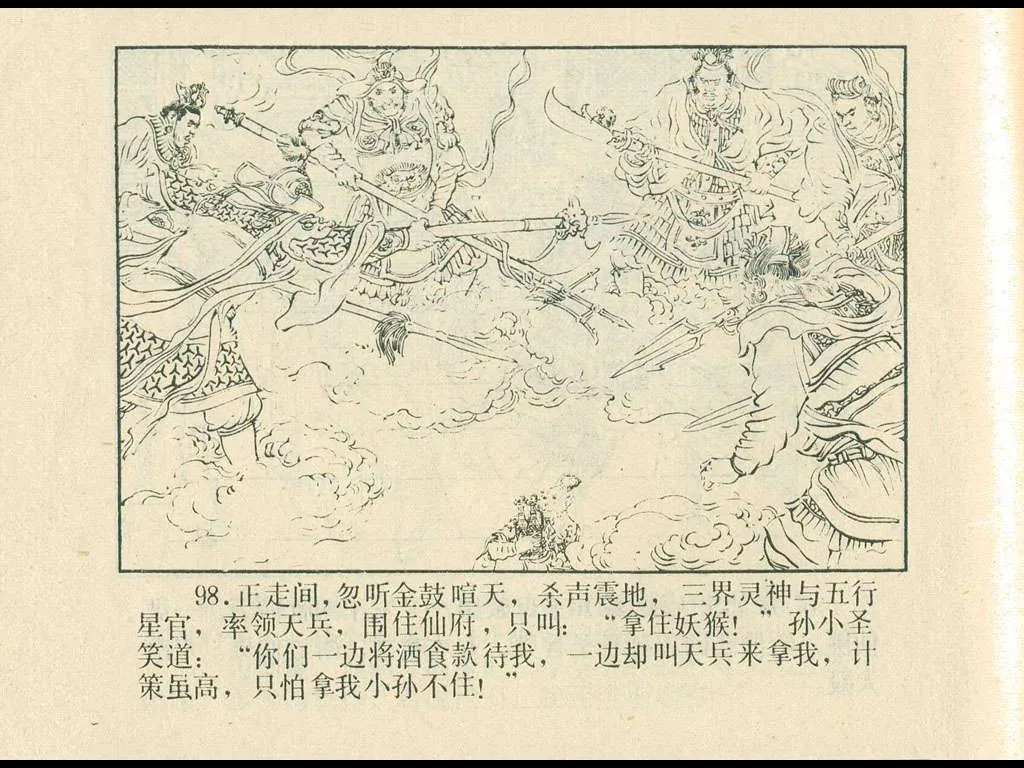 98.正走间,忽听金鼓喧天,杀声震地,三界灵神与五行
星官,率领天兵,围住仙府,只叫:“拿住妖猴!”孙小圣
笑道:“你们一边将酒食款待我,一边却叫天兵来拿我,计
策虽高,只怕拿我小孙不住!”